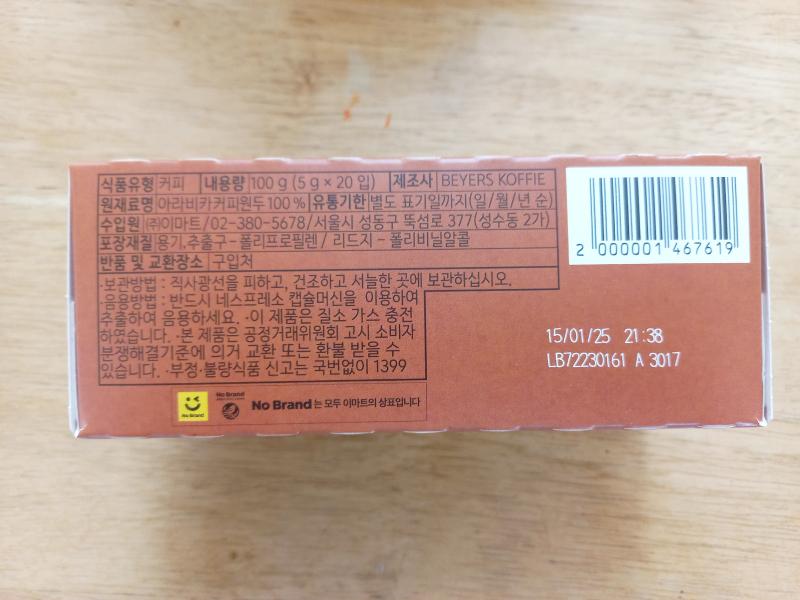 식품유형 커피 내용량 100 g (5 g × 20 입) 제조사 BEYERS KOFFIE
원재료명 아라비카커피원두 100 % 유통기한 별도 표기일까지(일/월/년 순)
수입원 ㈜이마트/02-380-5678/서울시 성동구 뚝섬로 377(성수동 2가)
포장재질 용기,추출구 - 폴리프로필렌 / 리드지 - 폴리비닐알콜
반품 및 교환장소 구입처
·보관방법 : 직사광선을 피하고, 건조하고 서늘한 곳에 보관하십시오.
·음용방법 : 반드시 네스프레소 캡슐머신을 이용하여
추출하여 음용하세요. ·이 제품은 질소 가스 충전
하였습니다. ·본 제품은 공정거래위원회 고시 소비자
분쟁해결기준에 의거 교환 또는 환불 받을 수
있습니다. ·부정·불량식품 신고는 국번없이 1399
No Brand
No Brand
No Brand는 모두 이마트의 상표입니다
2 000001 467619
15/01/25 21:38
LB72230161 A 3017